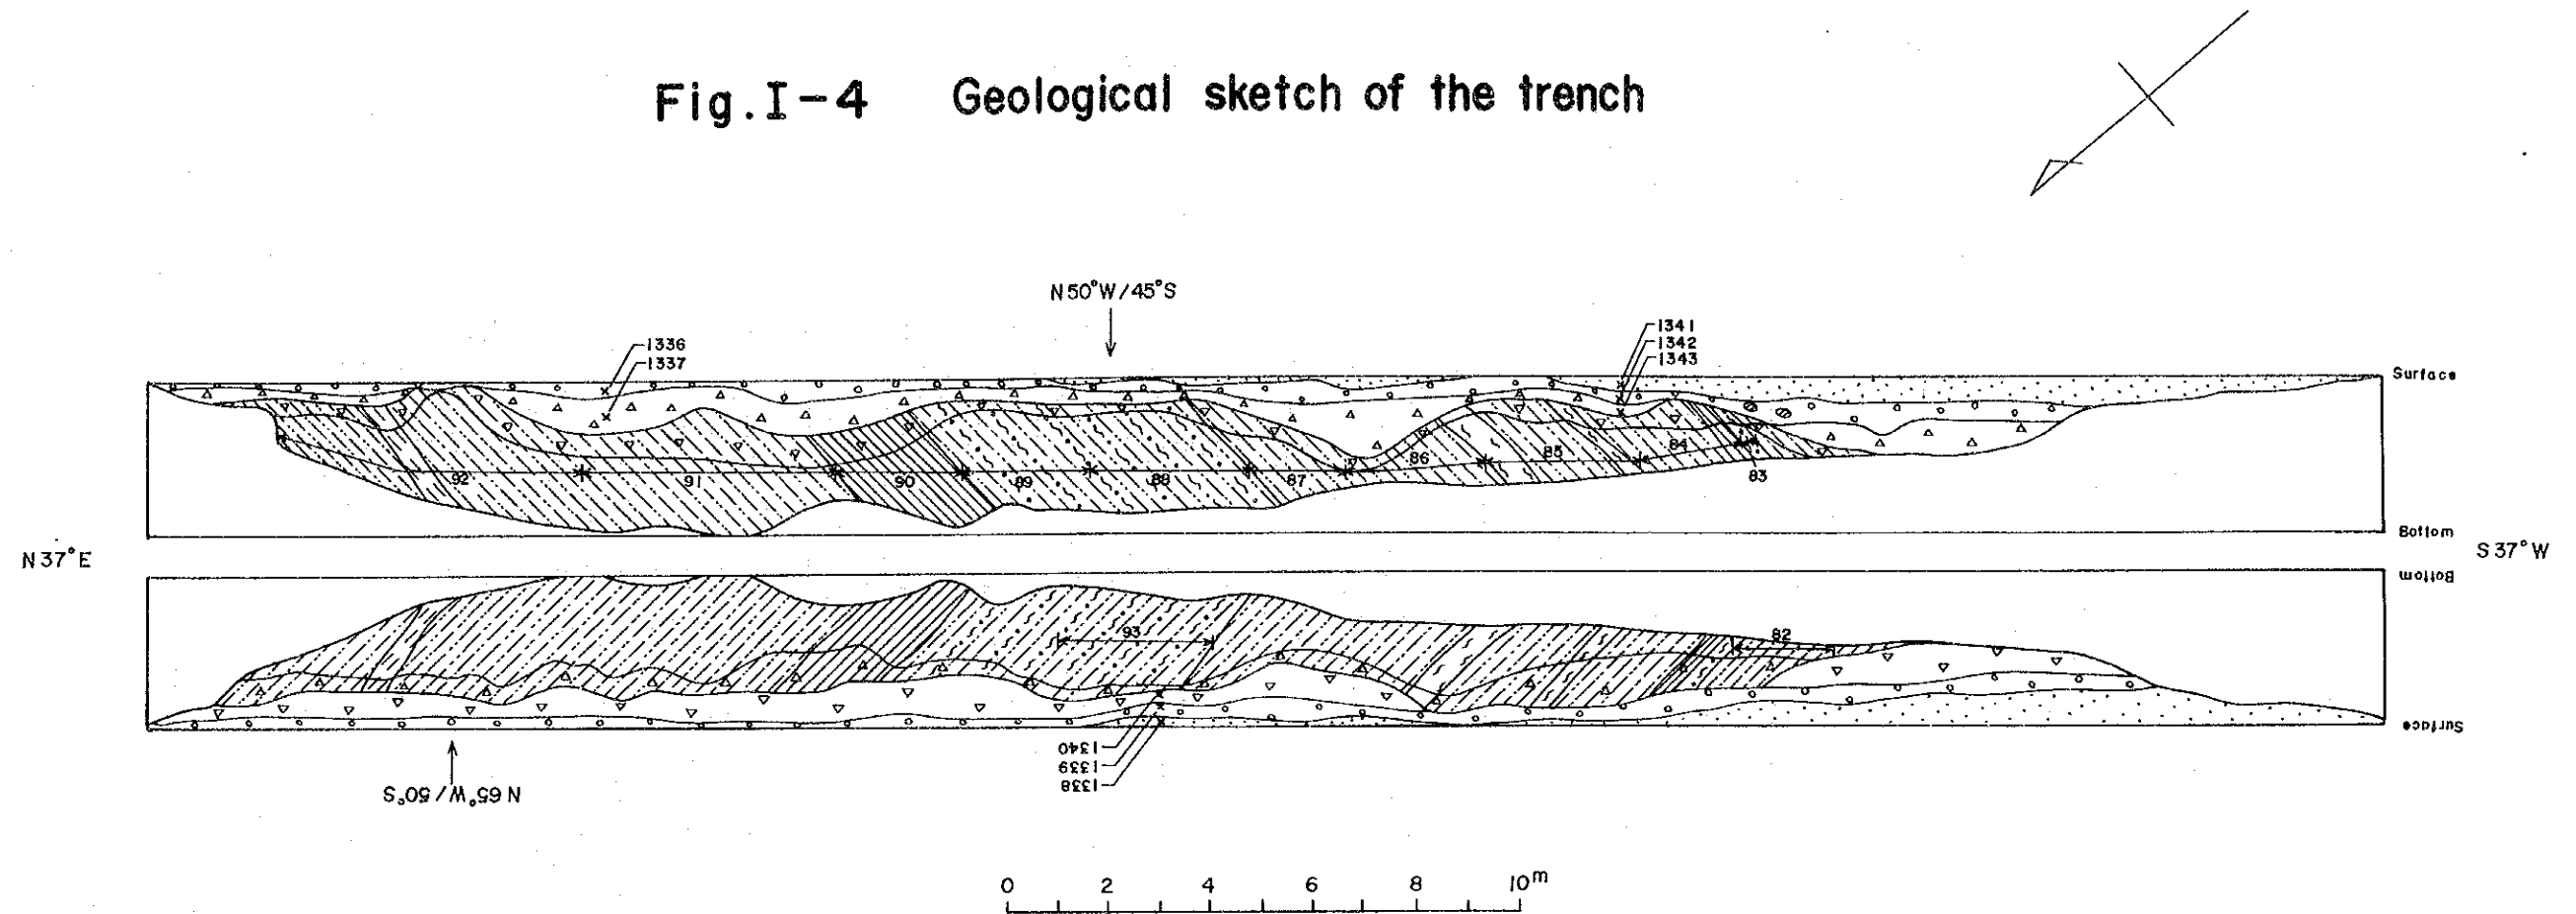 Fig.I-4 Geological sketch of the trench
N50°W/45°S
1336
1337
1341
1342
1343
Surface
92
91
90
89
88
87
86
85
84
83
Bottom
N37°E
S37°W
Bottom
93
82
Surface
1340
1339
1338
N65°W/50°S
0 2 4 6 8 10m